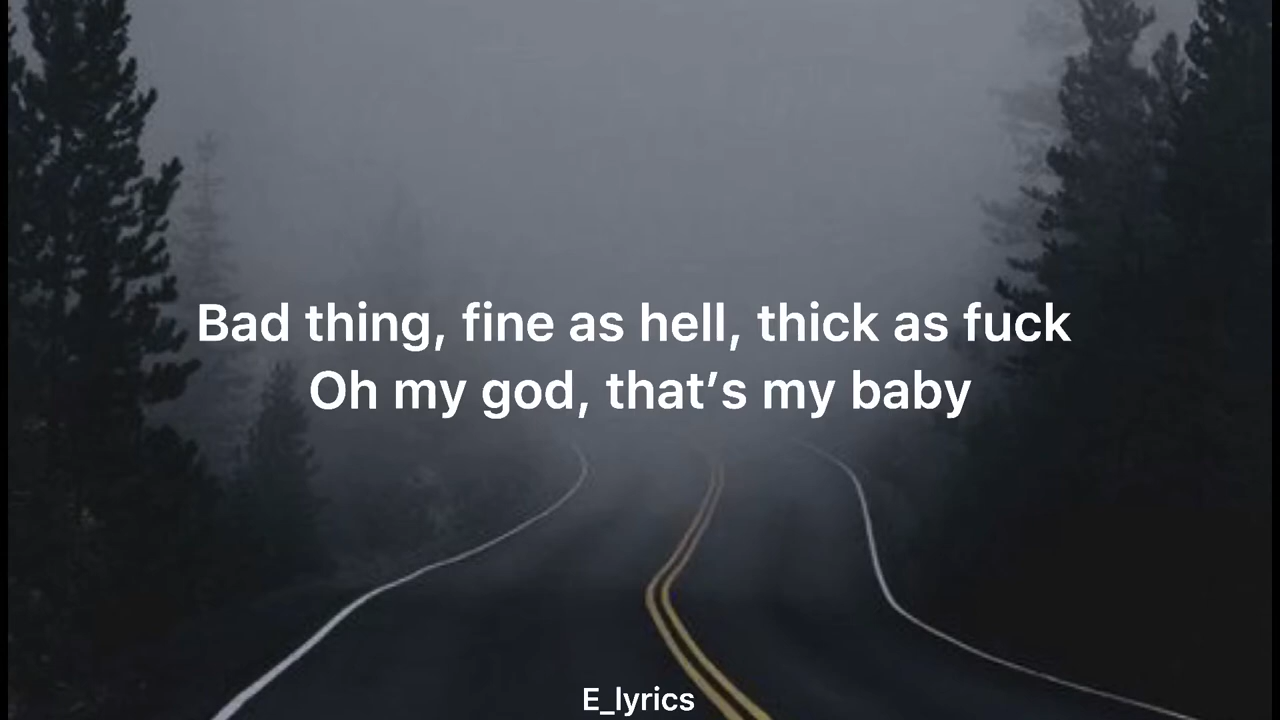 Bad thing, fine as hell, thick as fuck
Oh my god, that’s my baby
E_lyrics